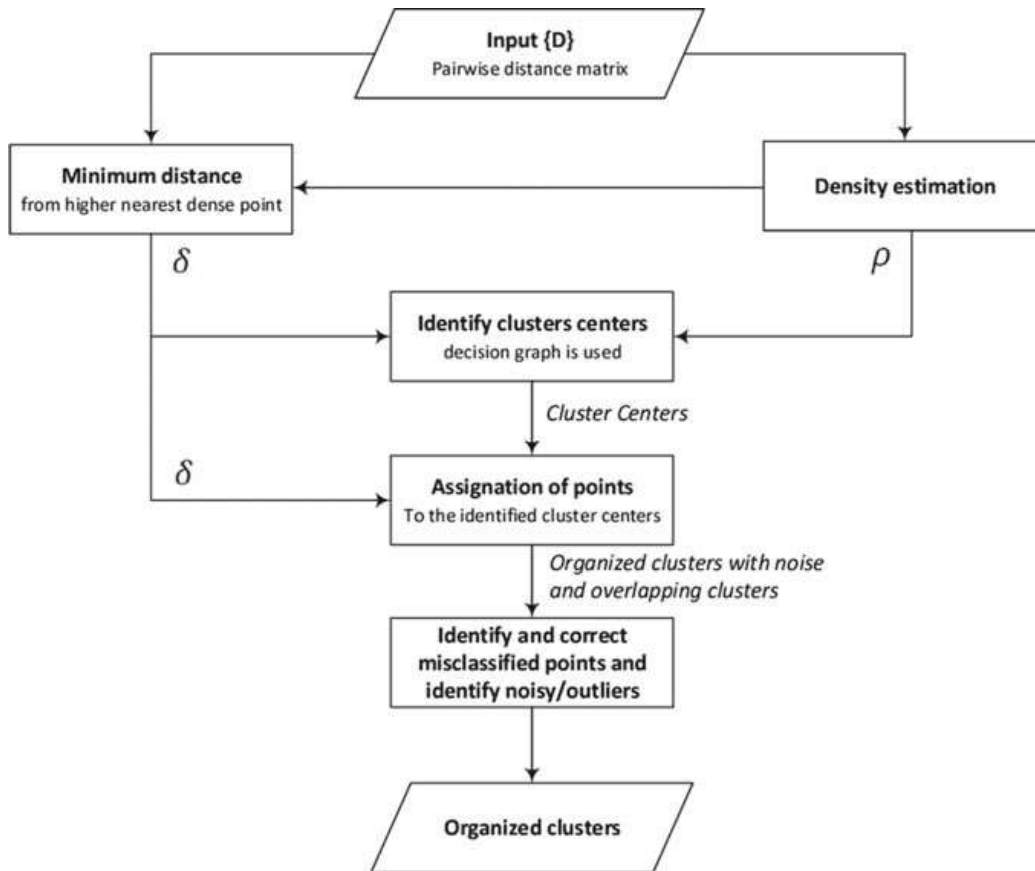 Input {D}
Pairwise distance matrix
Minimum distance
from higher nearest dense point
Density estimation
δ
ρ
Identify clusters centers
decision graph is used
Cluster Centers
δ
Assignation of points
To the identified cluster centers
Organized clusters with noise
and overlapping clusters
Identify and correct
misclassified points and
identify noisy/outliers
Organized clusters